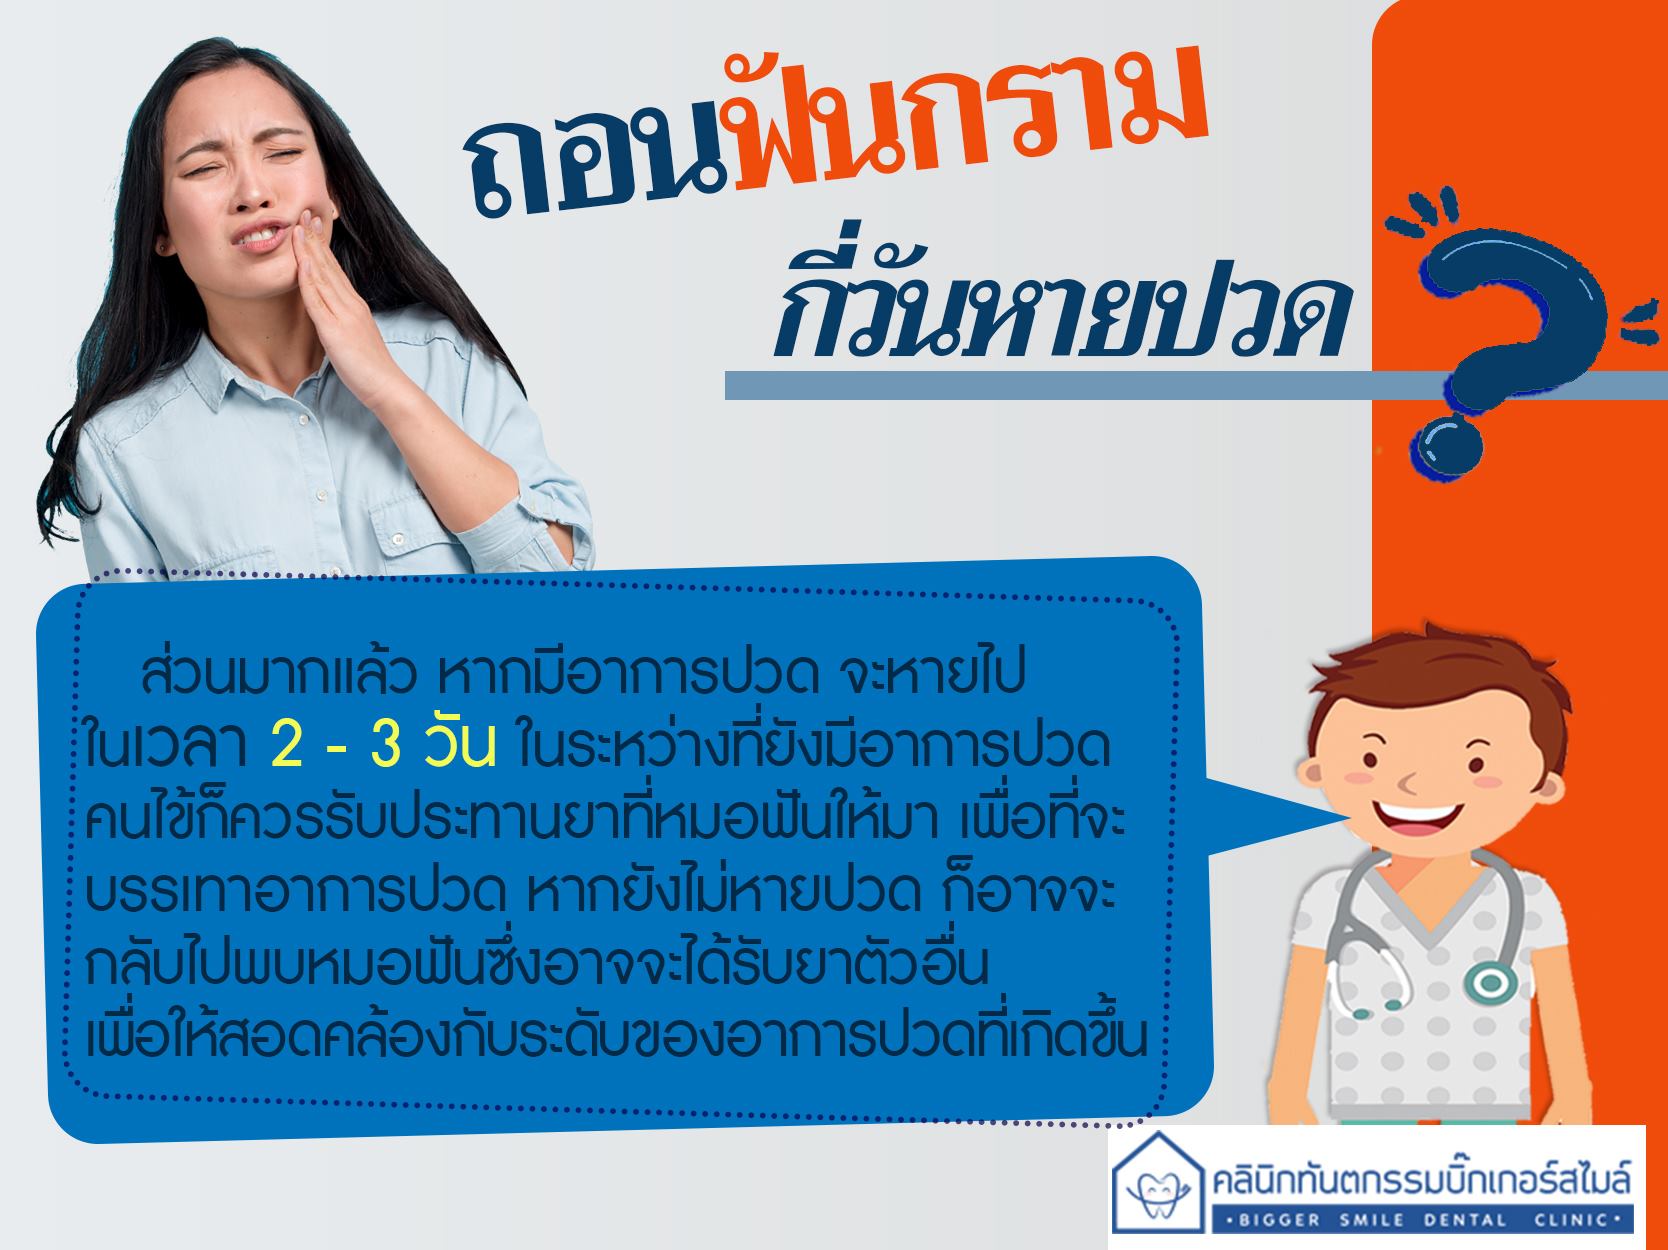 ถอนฟันกราม
กี่วันหายปวด
?
ส่วนมากแล้ว หากมีอาการปวด จะหายไป
ในเวลา 2 - 3 วัน ในระหว่างที่ยังมีอาการปวด
คนไข้ก็ควรรับประทานยาที่หมอฟันให้มา เพื่อที่จะ
บรรเทาอาการปวด หากยังไม่หายปวด ก็อาจจะ
กลับไปพบหมอฟันซึ่งอาจจะได้รับยาตัวอื่น
เพื่อให้สอดคล้องกับระดับของอาการปวดที่เกิดขึ้น
คลินิกทันตกรรมบิ๊กเกอร์สไมล์
• BIGGER SMILE DENTAL CLINIC •